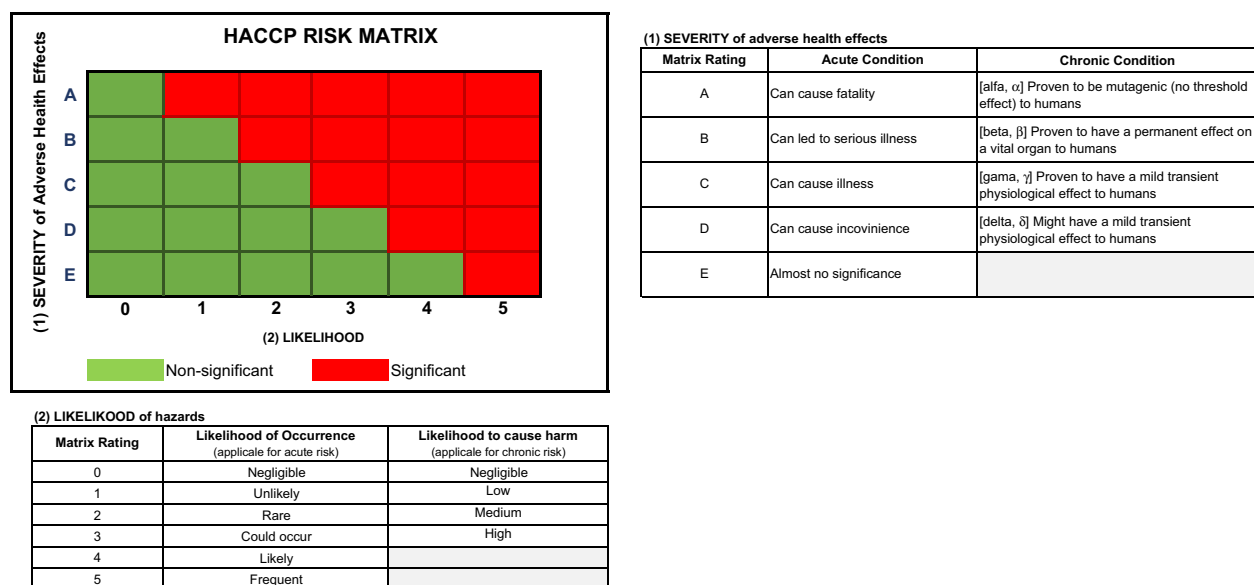 HACCP RISK MATRIX
(1) SEVERITY of Adverse Health Effects
A
B
C
D
E
0 1 2 3 4 5
(2) LIKELIHOOD
Non-significant Significant
(1) SEVERITY of adverse health effects
Matrix Rating Acute Condition Chronic Condition
A Can cause fatality [alfa, α] Proven to be mutagenic (no threshold
effect) to humans
B Can led to serious illness [beta, β] Proven to have a permanent effect on
a vital organ to humans
C Can cause illness [gama, γ] Proven to have a mild transient
physiological effect to humans
D Can cause incovinience [delta, δ] Might have a mild transient
physiological effect to humans
E Almost no significance
(2) LIKELIKOOD of hazards
Matrix Rating Likelihood of Occurrence Likelihood to cause harm
(applicale for acute risk) (applicale for chronic risk)
0 Negligible Negligible
1 Unlikely Low
2 Rare Medium
3 Could occur High
4 Likely
5 Frequent